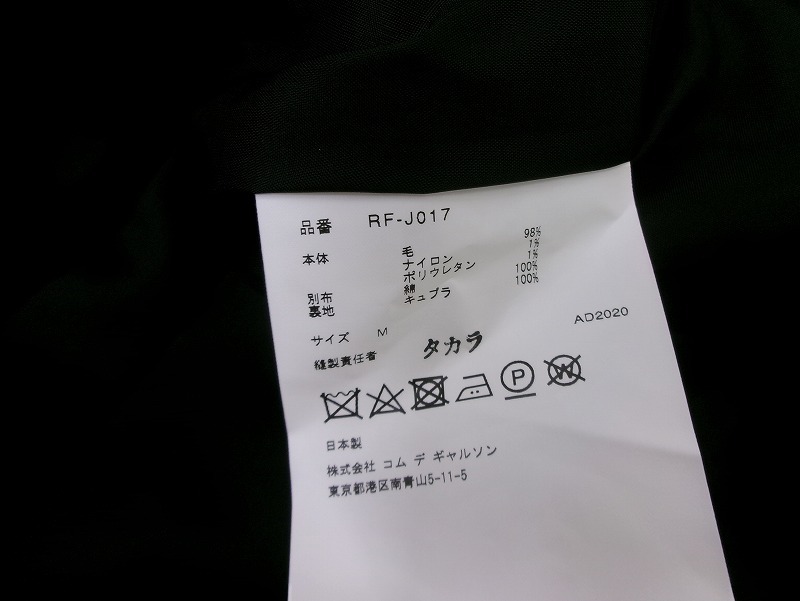 品番 RF-J017
本体 毛 98%
ナイロン 1%
ポリウレタン 1%
別布 綿 100%
裏地 キュプラ 100%
サイズ M
AD2020
縫製責任者 タカラ
P W
日本製
株式会社 コム デ ギャルソン
東京都港区南青山5-11-5